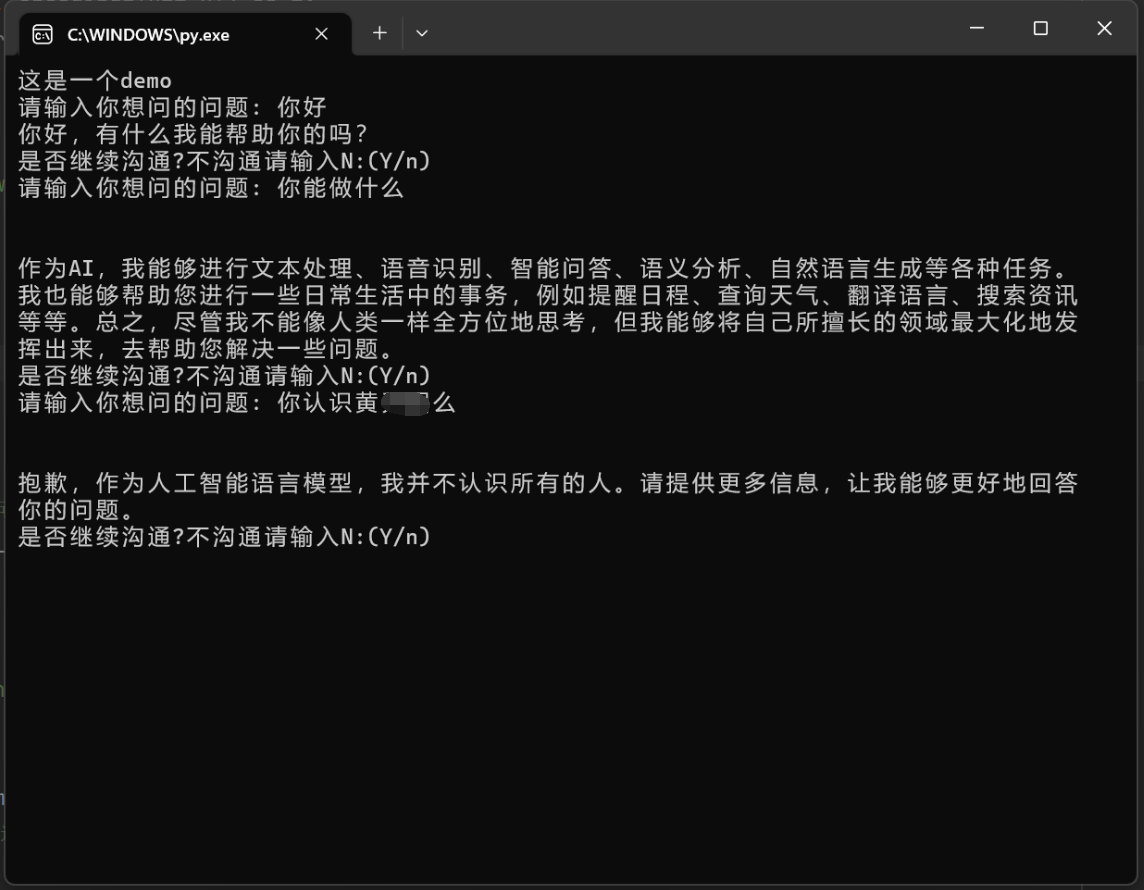 C:\WINDOWS\py.exe
这是一个demo
请输入你想问的问题：你好
你好，有什么我能帮助你的吗？
是否继续沟通?不沟通请输入N:(Y/n)
请输入你想问的问题：你能做什么
作为AI，我能够进行文本处理、语音识别、智能问答、语义分析、自然语言生成等各种任务。
我也能够帮助您进行一些日常生活中的事务，例如提醒日程、查询天气、翻译语言、搜索资讯
等等。总之，尽管我不能像人类一样全方位地思考，但我能够将自己所擅长的领域最大化地发
挥出来，去帮助您解决一些问题。
是否继续沟通?不沟通请输入N:(Y/n)
请输入你想问的问题：你认识黄么
抱歉，作为人工智能语言模型，我并不认识所有的人。请提供更多信息，让我能够更好地回答
你的问题。
是否继续沟通?不沟通请输入N:(Y/n)